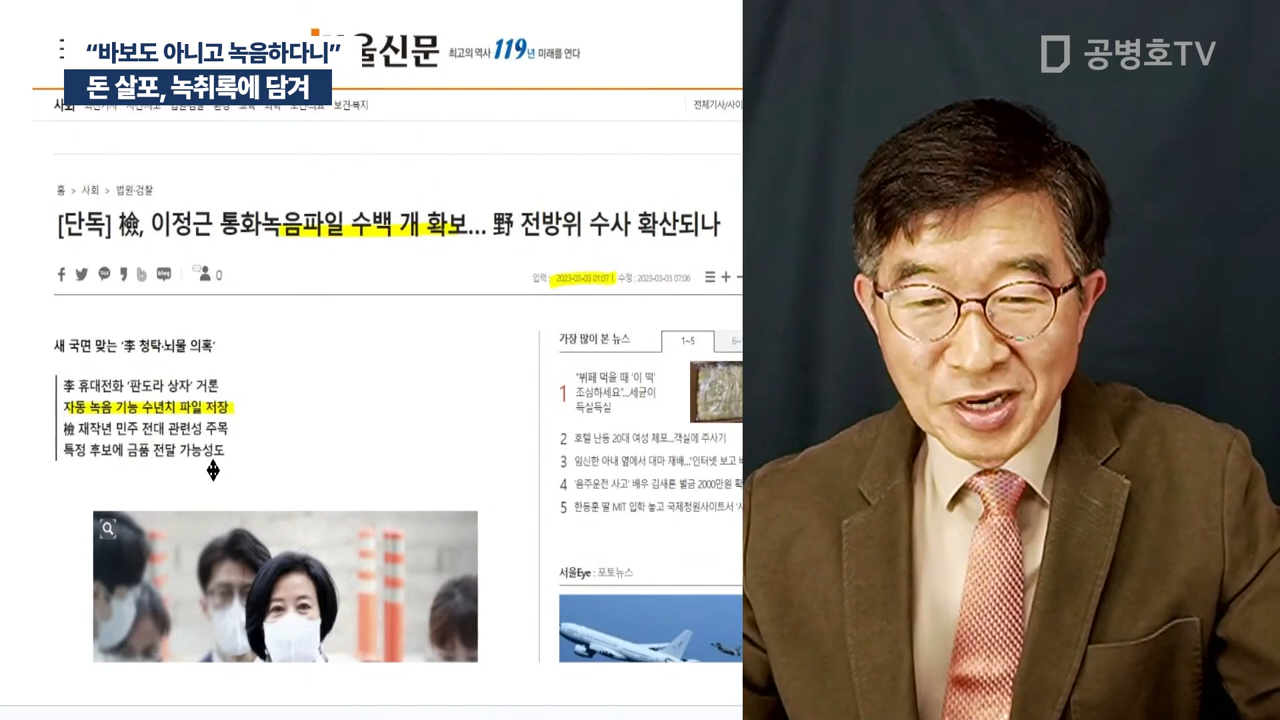 “바보도 아니고 녹음하다니”
돈 살포, 녹취록에 담겨
울신문 최고의 역사 119년 미래를 연다
공병호TV
사회
보건·복지
전체기사/사이
홈 > 사회 > 법원·검찰
[단독] 檢, 이정근 통화녹음파일 수백 개 확보... 野 전방위 수사 확산되나
0
입력 : 2023-03-03 01:07 | 수정 : 2023-03-03 07:06
새 국면 맞는 ‘李 청탁·뇌물 의혹’
李 휴대전화 ‘판도라 상자’ 거론
자동 녹음 기능 수년치 파일 저장
檢 재작년 민주 전대 관련성 주목
특정 후보에 금품 전달 가능성도
가장 많이 본 뉴스
1~5
6~
1 “뷔페 먹을 때 ‘이 떡’
조심하세요”...세균이
득실득실
2 호텔 난동 20대 여성 체포...객실에 주사기
3 임신한 아내 옆에서 대마 재배...“인터넷 보고 배
4 ‘음주운전 사고’ 배우 김새론 벌금 2000만원 확
5 한동훈 딸 MIT 입학 놓고 국제청원사이트서 ‘시
서울Eye : 포토뉴스